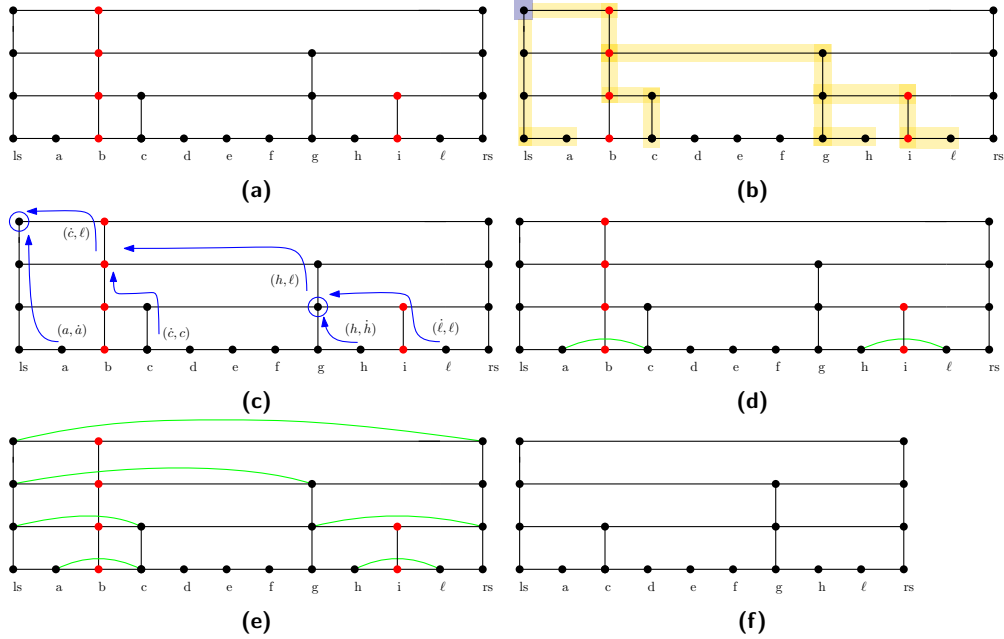 ls a b c d e f g h i ℓ rs ls a b c d e f g h i ℓ rs
(a) (b)
(ċ, ℓ)
(h, ℓ)
(a, ȧ) (ċ, c) (h, ḣ) (ℓ̇, ℓ)
ls a b c d e f g h i ℓ rs ls a b c d e f g h i ℓ rs
(c) (d)
ls a b c d e f g h i ℓ rs ls a c d e f g h ℓ rs
(e) (f)